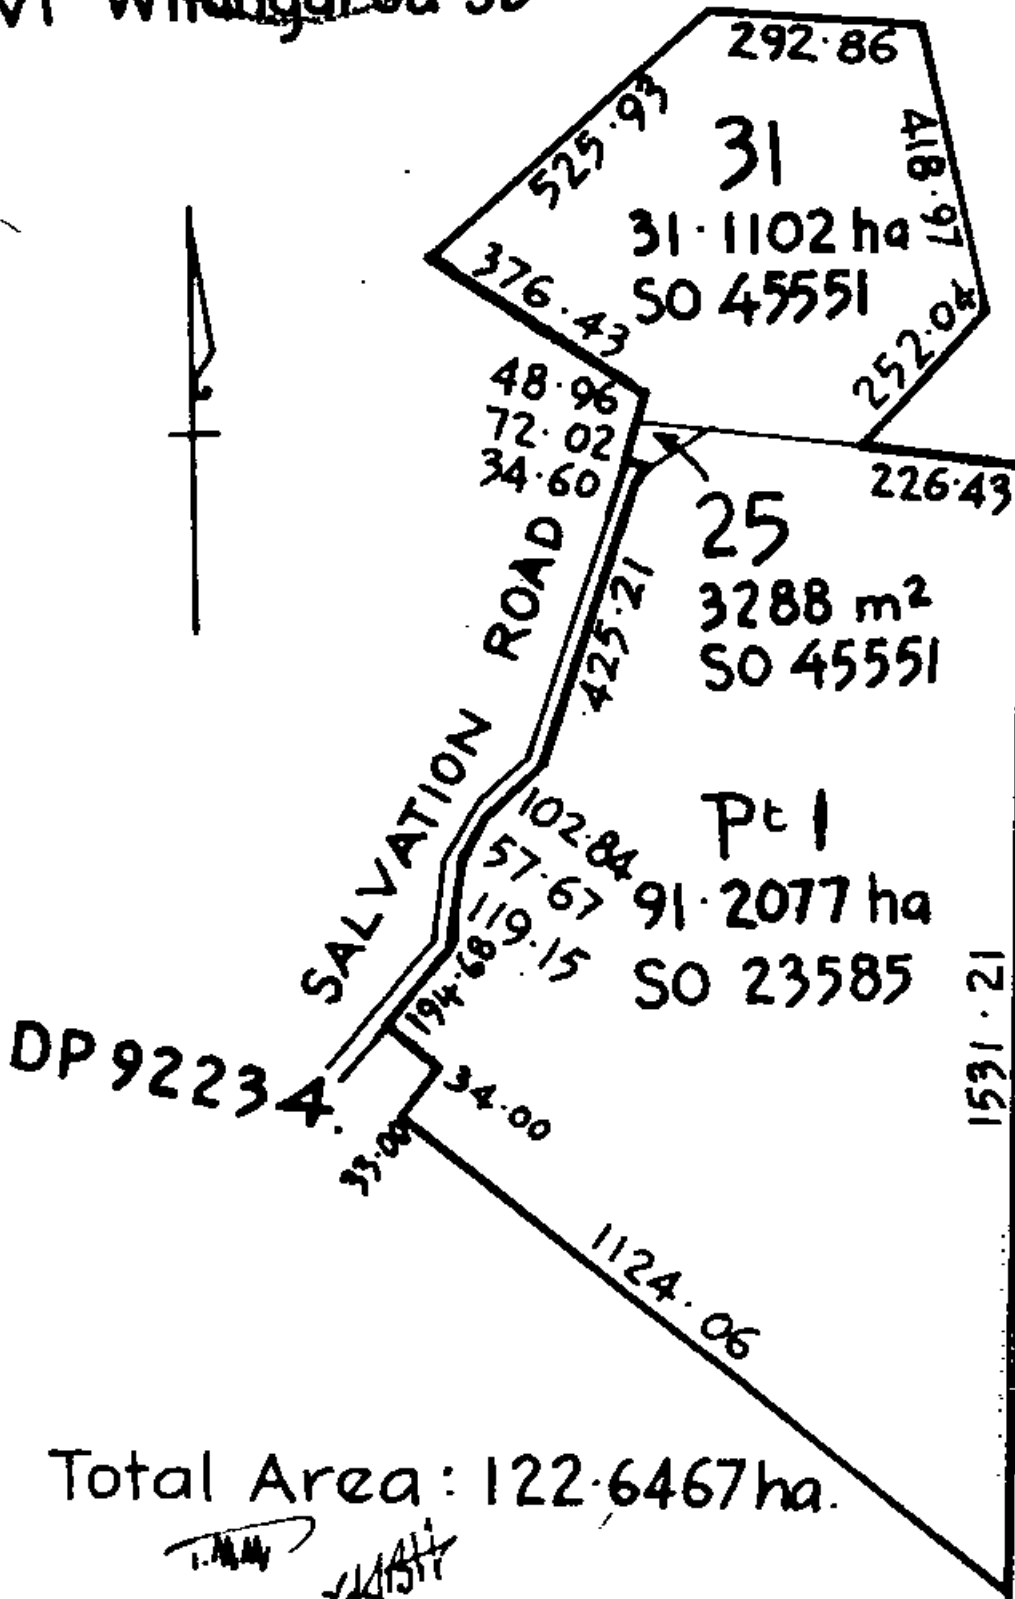 292·86
525·93
418·97
31
31·1102 ha
SO 45551
376·43
252·04
48·96
72·02
34·60
226·43
25
3288 m²
SO 45551
425·21
SALVATION ROAD
102·84
57·67
119·15
194·68
Pt 1
91·2077 ha
SO 23585
1531·21
DP 92234.
34·00
33·00
1124·06
Total Area : 122·6467 ha.